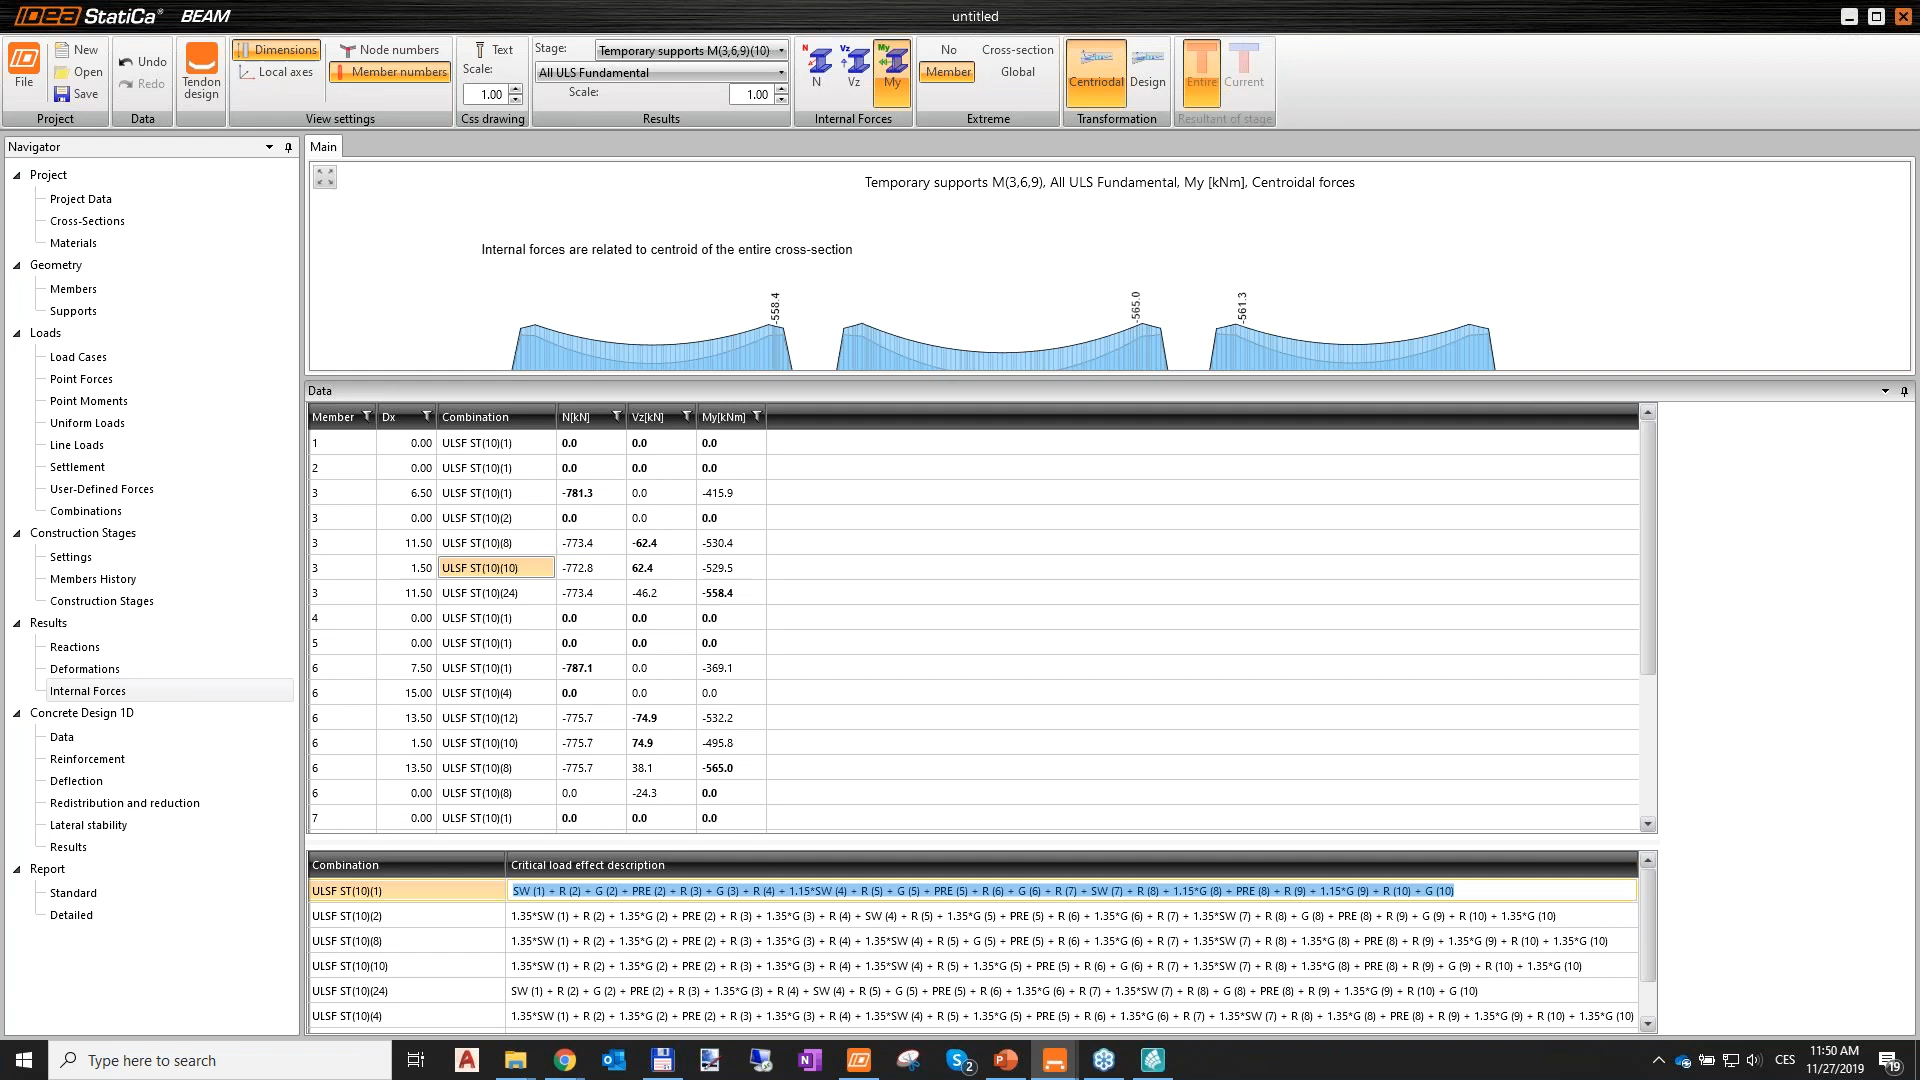 IDEA StatiCa® BEAM
untitled
File
New
Open
Save
Project
Undo
Redo
Data
Tendon
design
Dimensions
Local axes
Node numbers
Member numbers
View settings
Text
Scale:
1.00
Css drawing
Stage:
Temporary supports M(3,6,9)(10)
All ULS Fundamental
Scale:
1.00
Results
N
N
Vz
Vz
My
My
Internal Forces
No
Cross-section
Member
Global
Extreme
Centriodal
Design
Transformation
Entire
Current
Resultant of stage
Navigator
Project
Project Data
Cross-Sections
Materials
Geometry
Members
Supports
Loads
Load Cases
Point Forces
Point Moments
Uniform Loads
Line Loads
Settlement
User-Defined Forces
Combinations
Construction Stages
Settings
Members History
Construction Stages
Results
Reactions
Deformations
Internal Forces
Concrete Design 1D
Data
Reinforcement
Deflection
Redistribution and reduction
Lateral stability
Results
Report
Standard
Detailed
Main
Temporary supports M(3,6,9), All ULS Fundamental, My [kNm], Centroidal forces
Internal forces are related to centroid of the entire cross-section
-558.4
-565.0
-561.3
Data
Member Dx Combination N[kN] Vz[kN] My[kNm]
1 0.00 ULSF ST(10)(1) 0.0 0.0 0.0
2 0.00 ULSF ST(10)(1) 0.0 0.0 0.0
3 6.50 ULSF ST(10)(1) -781.3 0.0 -415.9
3 0.00 ULSF ST(10)(2) 0.0 0.0 0.0
3 11.50 ULSF ST(10)(8) -773.4 -62.4 -530.4
3 1.50 ULSF ST(10)(10) -772.8 62.4 -529.5
3 11.50 ULSF ST(10)(24) -773.4 -46.2 -558.4
4 0.00 ULSF ST(10)(1) 0.0 0.0 0.0
5 0.00 ULSF ST(10)(1) 0.0 0.0 0.0
6 7.50 ULSF ST(10)(1) -787.1 0.0 -369.1
6 15.00 ULSF ST(10)(4) 0.0 0.0 0.0
6 13.50 ULSF ST(10)(12) -775.7 -74.9 -532.2
6 1.50 ULSF ST(10)(10) -775.7 74.9 -495.8
6 13.50 ULSF ST(10)(8) -775.7 38.1 -565.0
6 0.00 ULSF ST(10)(8) 0.0 -24.3 0.0
7 0.00 ULSF ST(10)(1) 0.0 0.0 0.0
Combination Critical load effect description
ULSF ST(10)(1) SW (1) + R (2) + G (2) + PRE (2) + R (3) + G (3) + R (4) + 1.15*SW (4) + R (5) + G (5) + PRE (5) + R (6) + G (6) + R (7) + SW (7) + R (8) + 1.15*G (8) + PRE (8) + R (9) + 1.15*G (9) + R (10) + G (10)
ULSF ST(10)(2) 1.35*SW (1) + R (2) + 1.35*G (2) + PRE (2) + R (3) + 1.35*G (3) + R (4) + SW (4) + R (5) + 1.35*G (5) + PRE (5) + R (6) + 1.35*G (6) + R (7) + 1.35*SW (7) + R (8) + G (8) + PRE (8) + R (9) + G (9) + R (10) + 1.35*G (10)
ULSF ST(10)(8) 1.35*SW (1) + R (2) + 1.35*G (2) + PRE (2) + R (3) + 1.35*G (3) + R (4) + 1.35*SW (4) + R (5) + G (5) + PRE (5) + R (6) + 1.35*G (6) + R (7) + 1.35*SW (7) + R (8) + 1.35*G (8) + PRE (8) + R (9) + 1.35*G (9) + R (10) + 1.35*G (10)
ULSF ST(10)(10) 1.35*SW (1) + R (2) + 1.35*G (2) + PRE (2) + R (3) + 1.35*G (3) + R (4) + 1.35*SW (4) + R (5) + 1.35*G (5) + PRE (5) + R (6) + G (6) + R (7) + 1.35*SW (7) + R (8) + 1.35*G (8) + PRE (8) + R (9) + G (9) + R (10) + 1.35*G (10)
ULSF ST(10)(24) SW (1) + R (2) + G (2) + PRE (2) + R (3) + 1.35*G (3) + R (4) + SW (4) + R (5) + G (5) + PRE (5) + R (6) + 1.35*G (6) + R (7) + 1.35*SW (7) + R (8) + G (8) + PRE (8) + R (9) + 1.35*G (9) + R (10) + G (10)
ULSF ST(10)(4) 1.35*SW (1) + R (2) + 1.35*G (2) + PRE (2) + R (3) + 1.35*G (3) + R (4) + 1.35*SW (4) + R (5) + 1.35*G (5) + PRE (5) + R (6) + 1.35*G (6) + R (7) + 1.35*SW (7) + R (8) + 1.35*G (8) + PRE (8) + R (9) + 1.35*G (9) + R (10) + 1.35*G (10)
Type here to search
2
CES
11:50 AM
11/27/2019
19